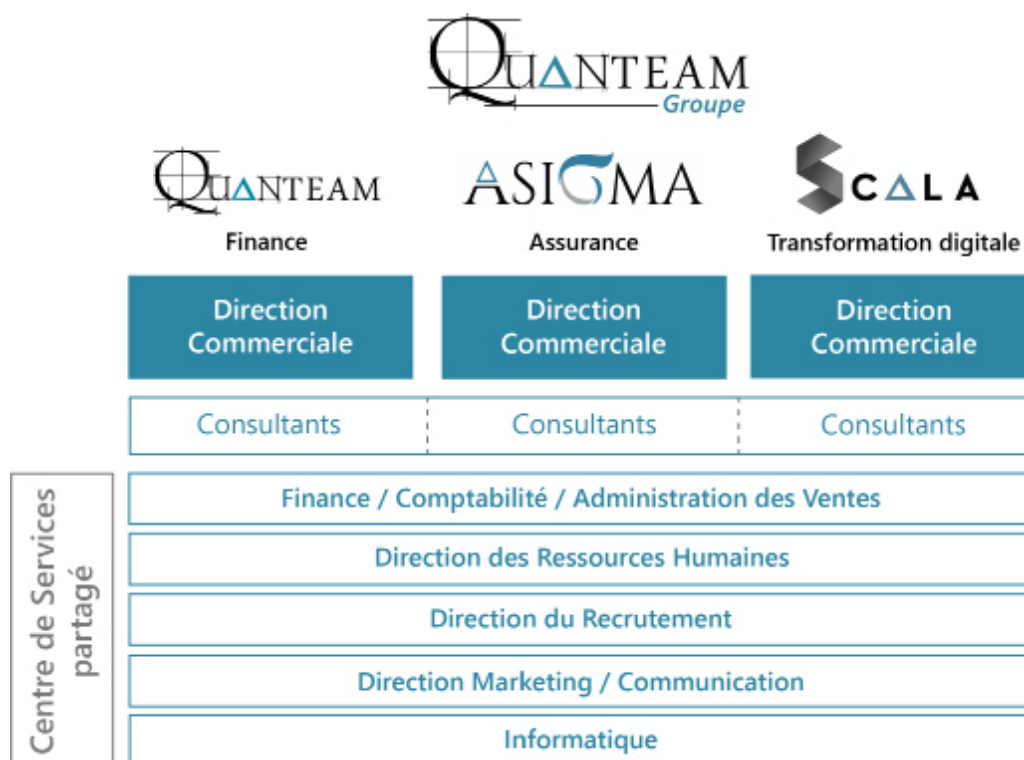 QUANTEAM
Groupe
QUANTEAM
ASIGMA
SCALA
Finance
Assurance
Transformation digitale
Direction
Commerciale
Direction
Commerciale
Direction
Commerciale
Consultants
Consultants
Consultants
Centre de Services
partagé
Finance / Comptabilité / Administration des Ventes
Direction des Ressources Humaines
Direction du Recrutement
Direction Marketing / Communication
Informatique